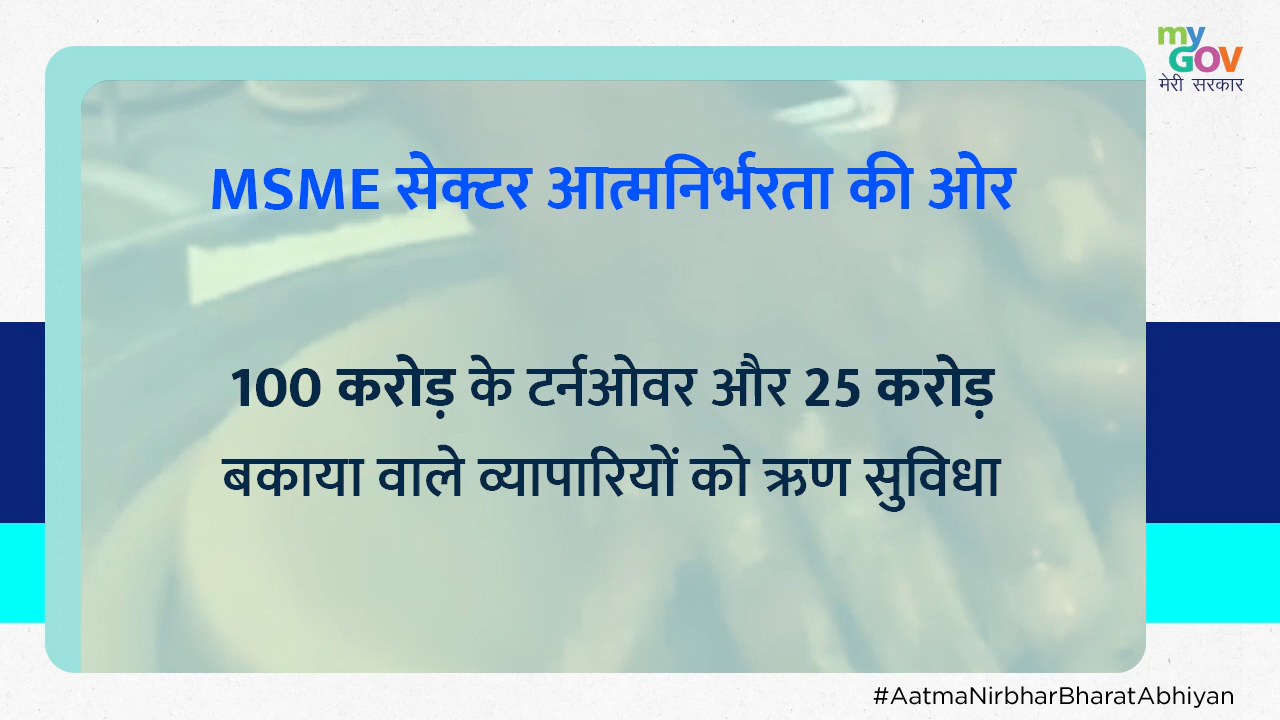 my
GOV
मेरी सरकार
MSME सेक्टर आत्मनिर्भरता की ओर
100 करोड़ के टर्नओवर और 25 करोड़
बकाया वाले व्यापारियों को ऋण सुविधा
#AatmaNirbharBharatAbhiyan